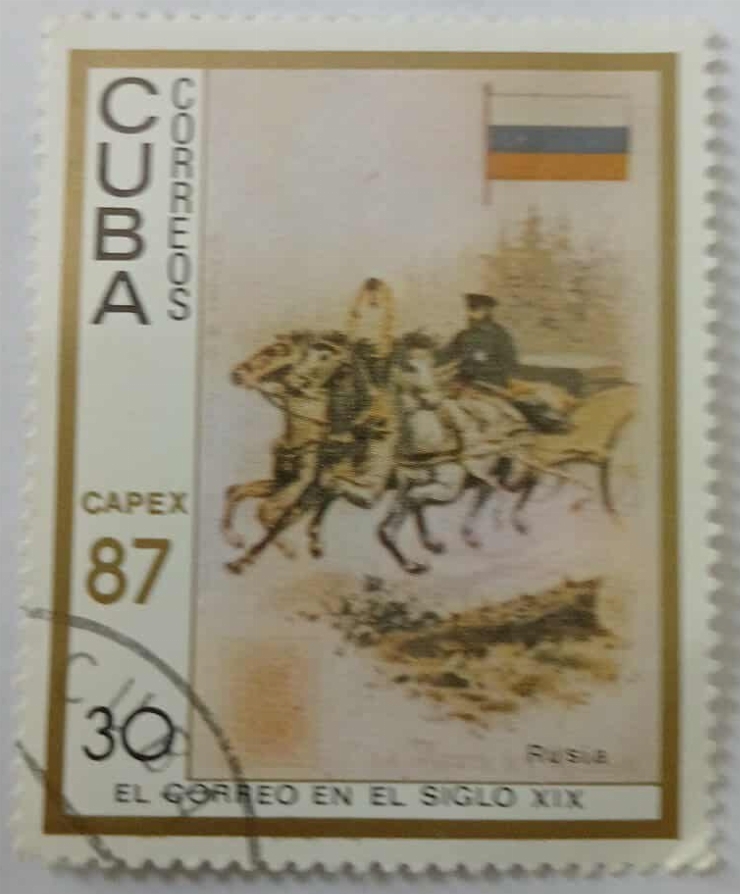 CUBA
CORREOS
CAPEX
87
30
Rusia
EL CORREO EN EL SIGLO XIX